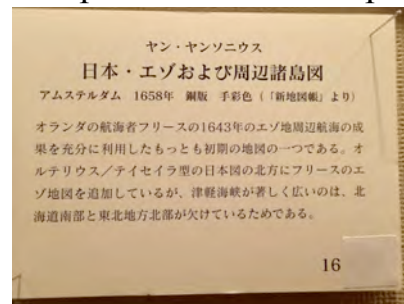 ヤン・ヤンソニウス
日本・エゾおよび周辺諸島図
アムステルダム　1658年　銅版　手彩色（『新地図帳』より）
オランダの航海者フリースの1643年のエゾ地周辺航海の成
果を充分に利用したもっとも初期の地図の一つである。オ
ルテリウス／テイセイラ型の日本図の北方にフリースのエ
ゾ地図を追加しているが、津軽海峡が著しく広いのは、北
海道南部と東北地方北部が欠けているためである。
16